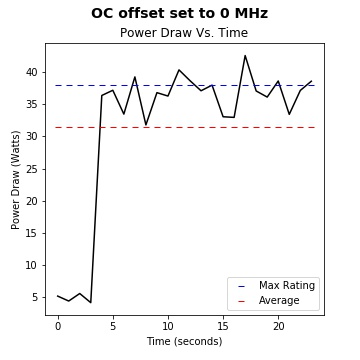 OC offset set to 0 MHz
Power Draw Vs. Time
Power Draw (Watts)
40
35
30
25
20
15
10
5
0
5
10
15
20
Time (seconds)
Max Rating
Average